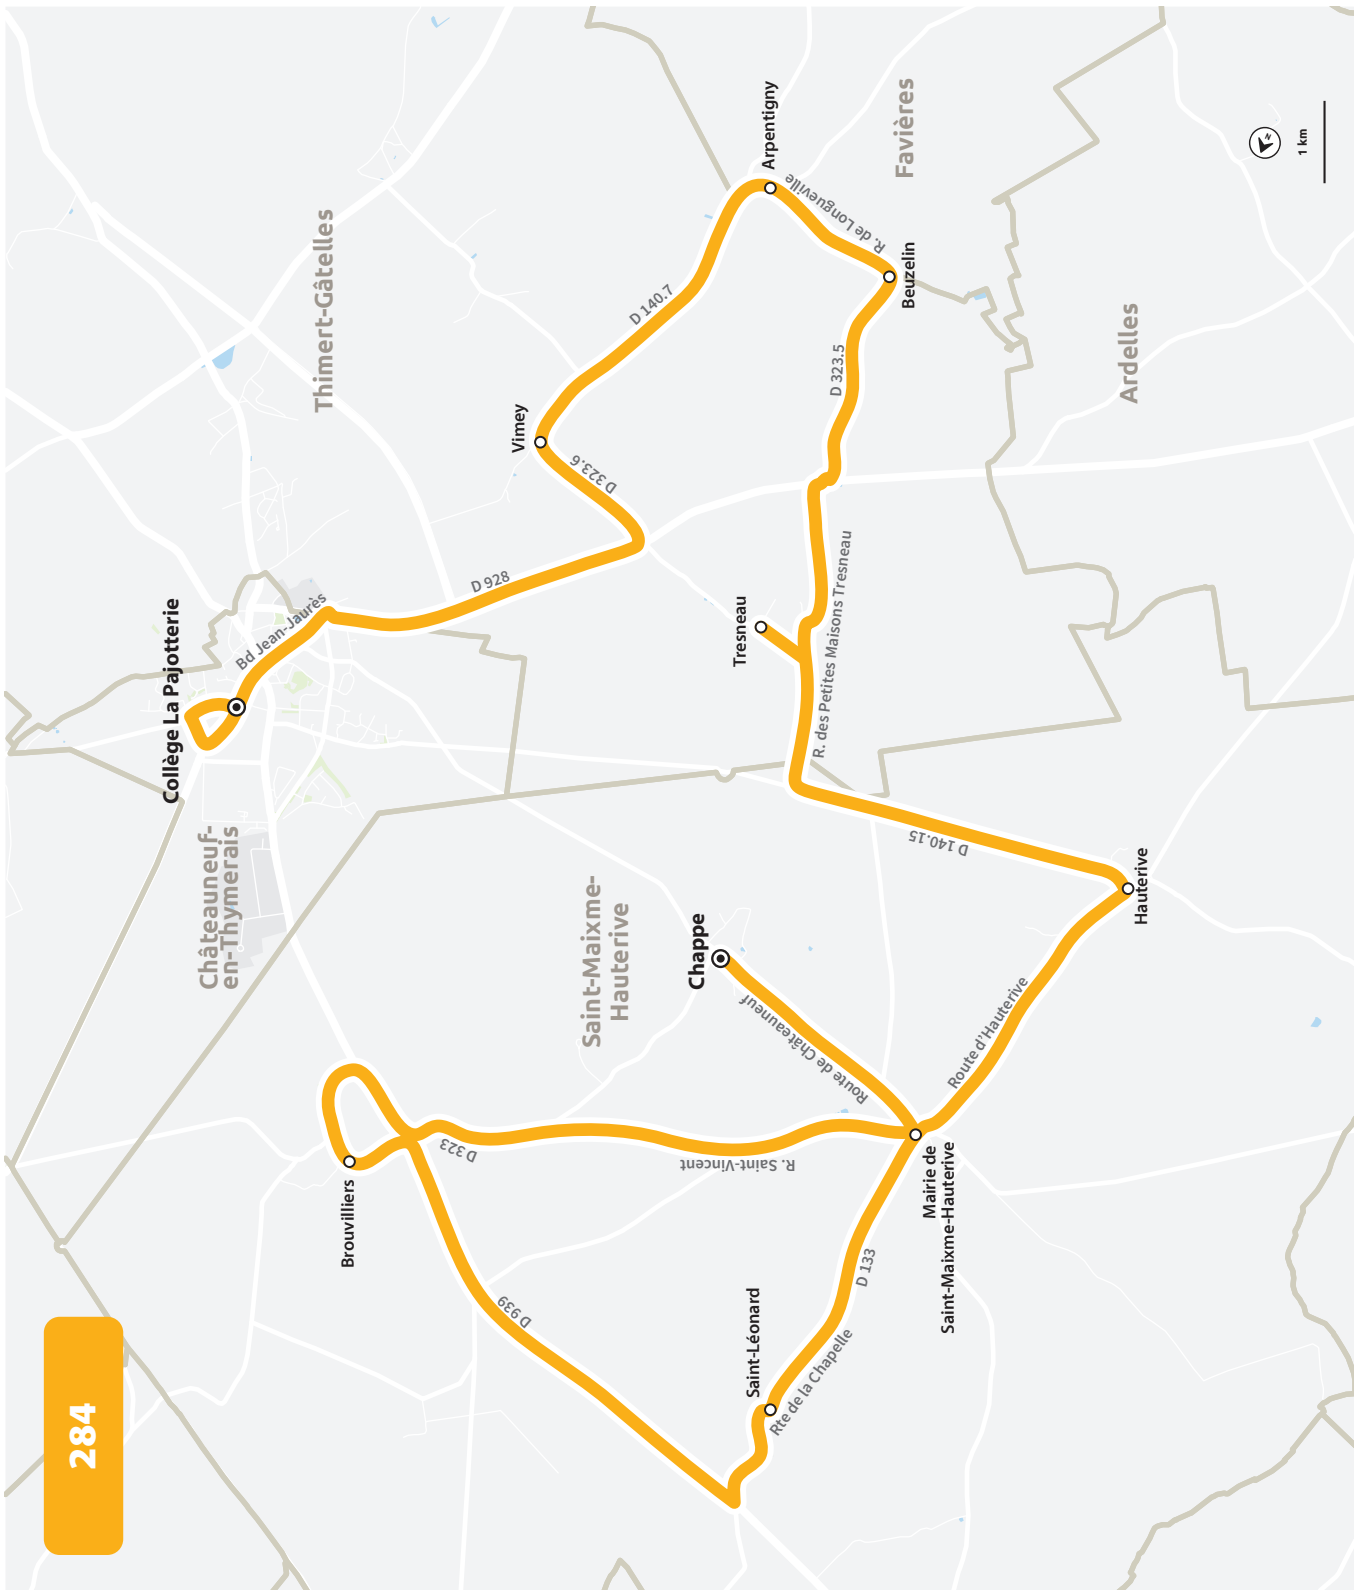 284
Châteauneuf-
en-Thymerais
Thimert-Gâtelles
Saint-Maixme-
Hauterive
Favières
Ardelles
Collège La Pajotterie
Bd Jean-Jaurès
D 928
D 323.6
Vimey
D 140.7
Arpentigny
R. de Longueville
Beuzelin
D 323.5
Tresneau
R. des Petites Maisons Tresneau
D 140.15
Hauterive
Route d'Hauterive
Chappe
Route de Châteauneuf
Mairie de
Saint-Maixme-Hauterive
R. Saint-Vincent
D 323
Brouvilliers
D 939
Saint-Léonard
Rte de la Chapelle
D 133
N
1 km